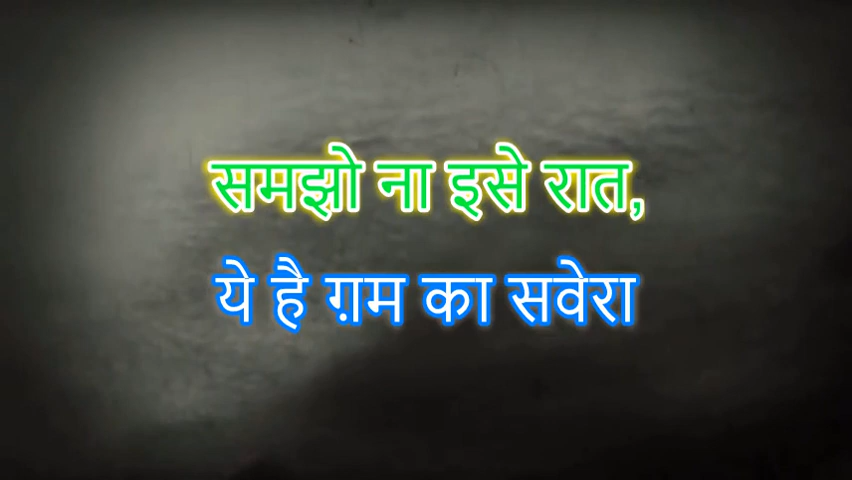 समझो ना इसे रात,
ये है ग़म का सवेरा